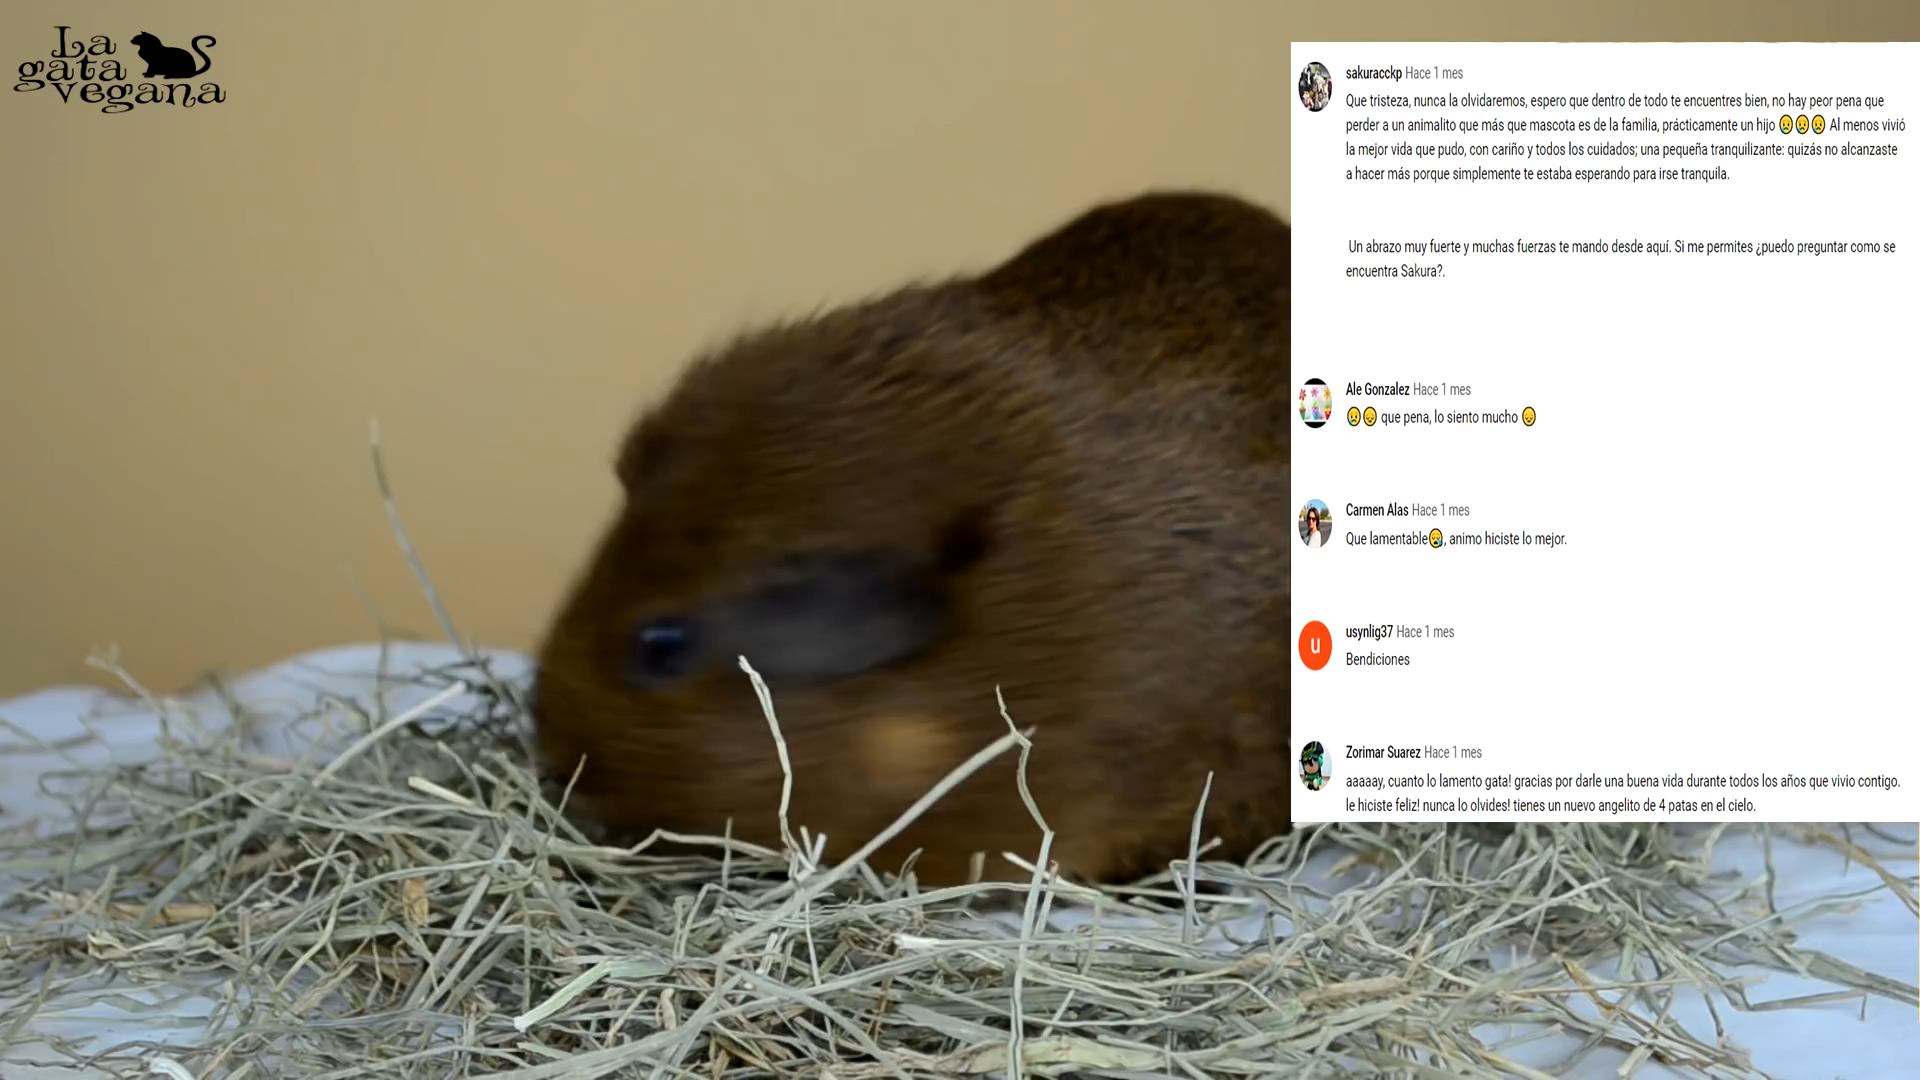 La
gata
vegana
sakuracckp Hace 1 mes
Que tristeza, nunca la olvidaremos, espero que dentro de todo te encuentres bien, no hay peor pena que
perder a un animalito que más que mascota es de la familia, prácticamente un hijo 😥😥😥 Al menos vivió
la mejor vida que pudo, con cariño y todos los cuidados; una pequeña tranquilizante: quizás no alcanzaste
a hacer más porque simplemente te estaba esperando para irse tranquila.
Un abrazo muy fuerte y muchas fuerzas te mando desde aquí. Si me permites ¿puedo preguntar como se
encuentra Sakura?.
Ale Gonzalez Hace 1 mes
😥😞 que pena, lo siento mucho 😞
Carmen Alas Hace 1 mes
Que lamentable😭, animo hiciste lo mejor.
u
usynlig37 Hace 1 mes
Bendiciones
Zorimar Suarez Hace 1 mes
aaaaay, cuanto lo lamento gata! gracias por darle una buena vida durante todos los años que vivio contigo.
le hiciste feliz! nunca lo olvides! tienes un nuevo angelito de 4 patas en el cielo.